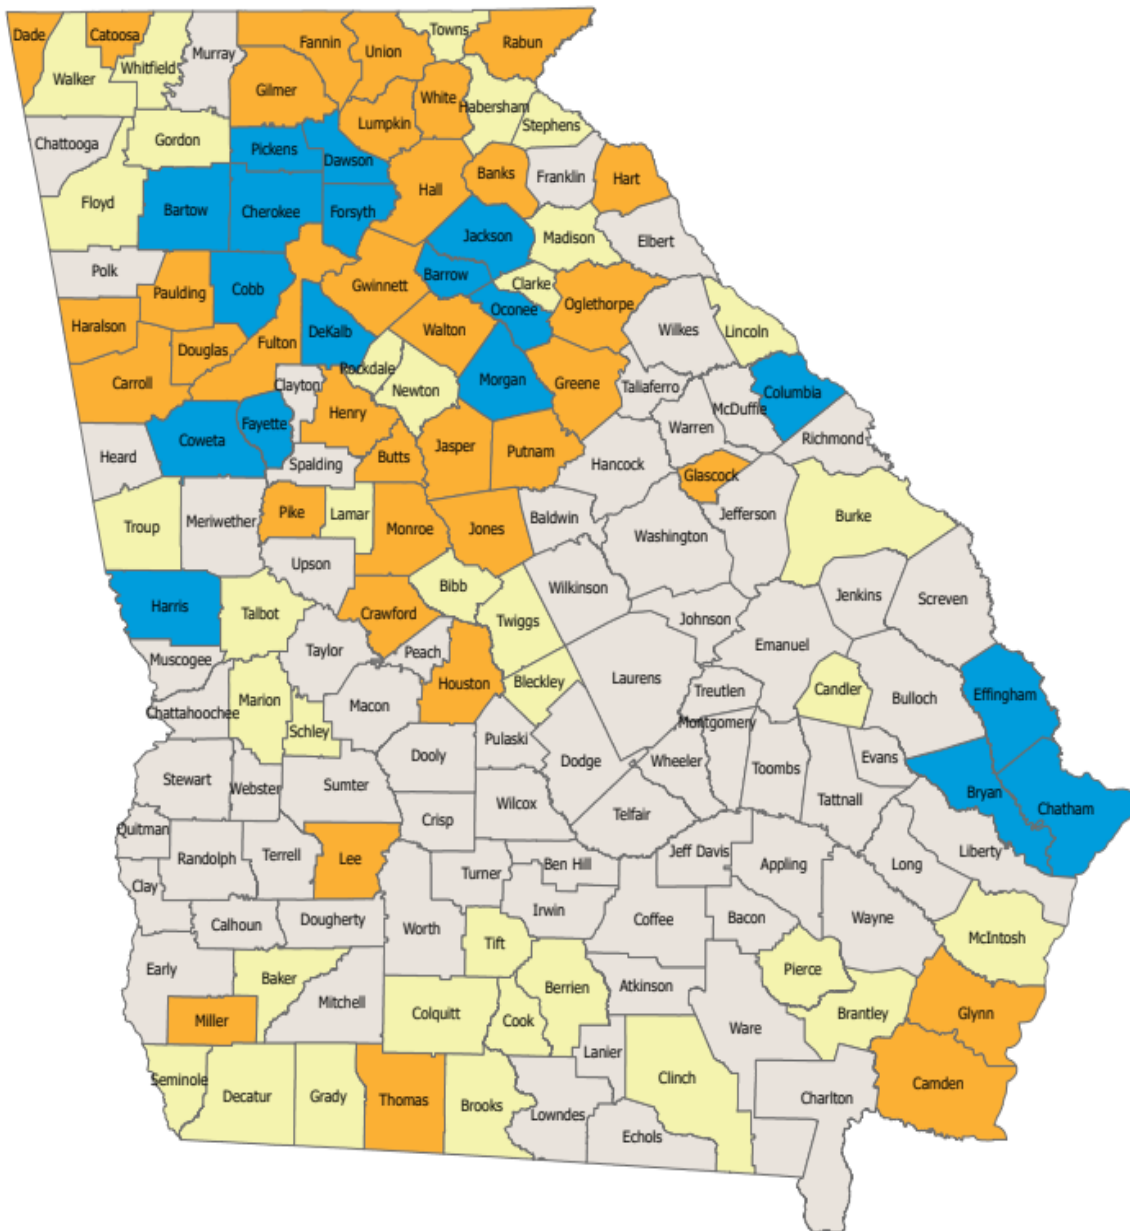 Dade
Catoosa
Fannin
Union
Towns
Rabun
Murray
Whitfield
Walker
Gilmer
White
Habersham
Lumpkin
Stephens
Chattooga
Gordon
Pickens
Dawson
Hall
Banks
Franklin
Hart
Floyd
Bartow
Cherokee
Forsyth
Jackson
Madison
Elbert
Polk
Paulding
Cobb
Gwinnett
Barrow
Clarke
Oconee
Oglethorpe
Haralson
Douglas
Fulton
DeKalb
Walton
Wilkes
Lincoln
Carroll
Rockdale
Clayton
Newton
Morgan
Greene
Taliaferro
McDuffie
Columbia
Coweta
Fayette
Henry
Warren
Richmond
Heard
Spalding
Butts
Jasper
Putnam
Hancock
Glascock
Troup
Meriwether
Pike
Lamar
Monroe
Jones
Baldwin
Washington
Jefferson
Burke
Upson
Bibb
Wilkinson
Jenkins
Screven
Harris
Talbot
Crawford
Twiggs
Johnson
Emanuel
Muscogee
Taylor
Peach
Houston
Bleckley
Laurens
Treutlen
Candler
Bulloch
Effingham
Chattahoochee
Marion
Schley
Macon
Pulaski
Montgomery
Dooly
Dodge
Wheeler
Toombs
Evans
Tattnall
Bryan
Chatham
Stewart
Webster
Sumter
Wilcox
Telfair
Crisp
Quitman
Randolph
Terrell
Lee
Turner
Ben Hill
Jeff Davis
Appling
Long
Liberty
Clay
Calhoun
Dougherty
Worth
Irwin
Coffee
Bacon
Wayne
Early
Baker
Mitchell
Tift
Berrien
Atkinson
Pierce
McIntosh
Miller
Colquitt
Cook
Ware
Brantley
Glynn
Lanier
Seminole
Decatur
Grady
Thomas
Brooks
Lowndes
Clinch
Charlton
Camden
Echols